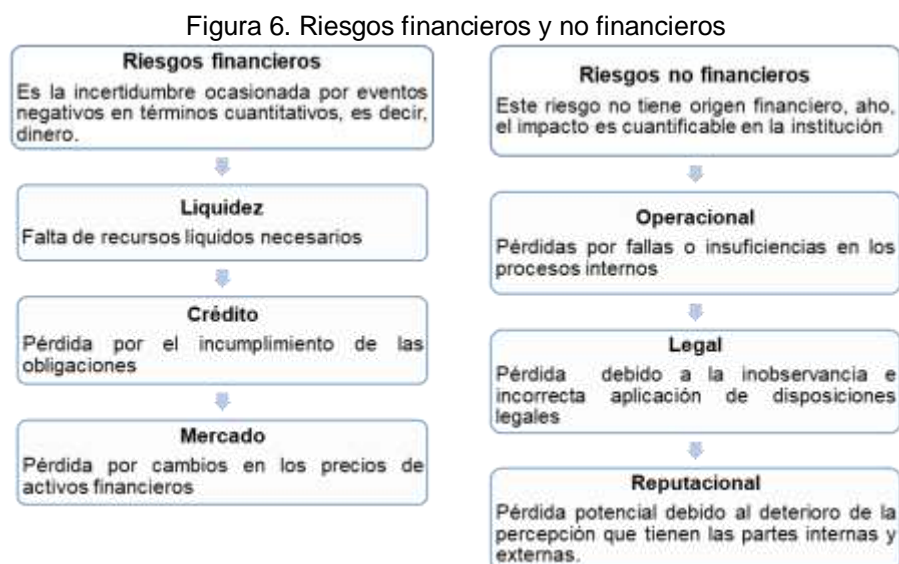 Figura 6. Riesgos financieros y no financieros
Riesgos financieros
Es la incertidumbre ocasionada por eventos
negativos en términos cuantitativos, es decir,
dinero.
Liquidez
Falta de recursos líquidos necesarios
Crédito
Pérdida por el incumplimiento de las
obligaciones
Mercado
Pérdida por cambios en los precios de
activos financieros
Riesgos no financieros
Este riesgo no tiene origen financiero, aho,
el impacto es cuantificable en la institución
Operacional
Pérdidas por fallas o insuficiencias en los
procesos internos
Legal
Pérdida debido a la inobservancia e
incorrecta aplicación de disposiciones
legales
Reputacional
Pérdida potencial debido al deterioro de la
percepción que tienen las partes internas y
externas.